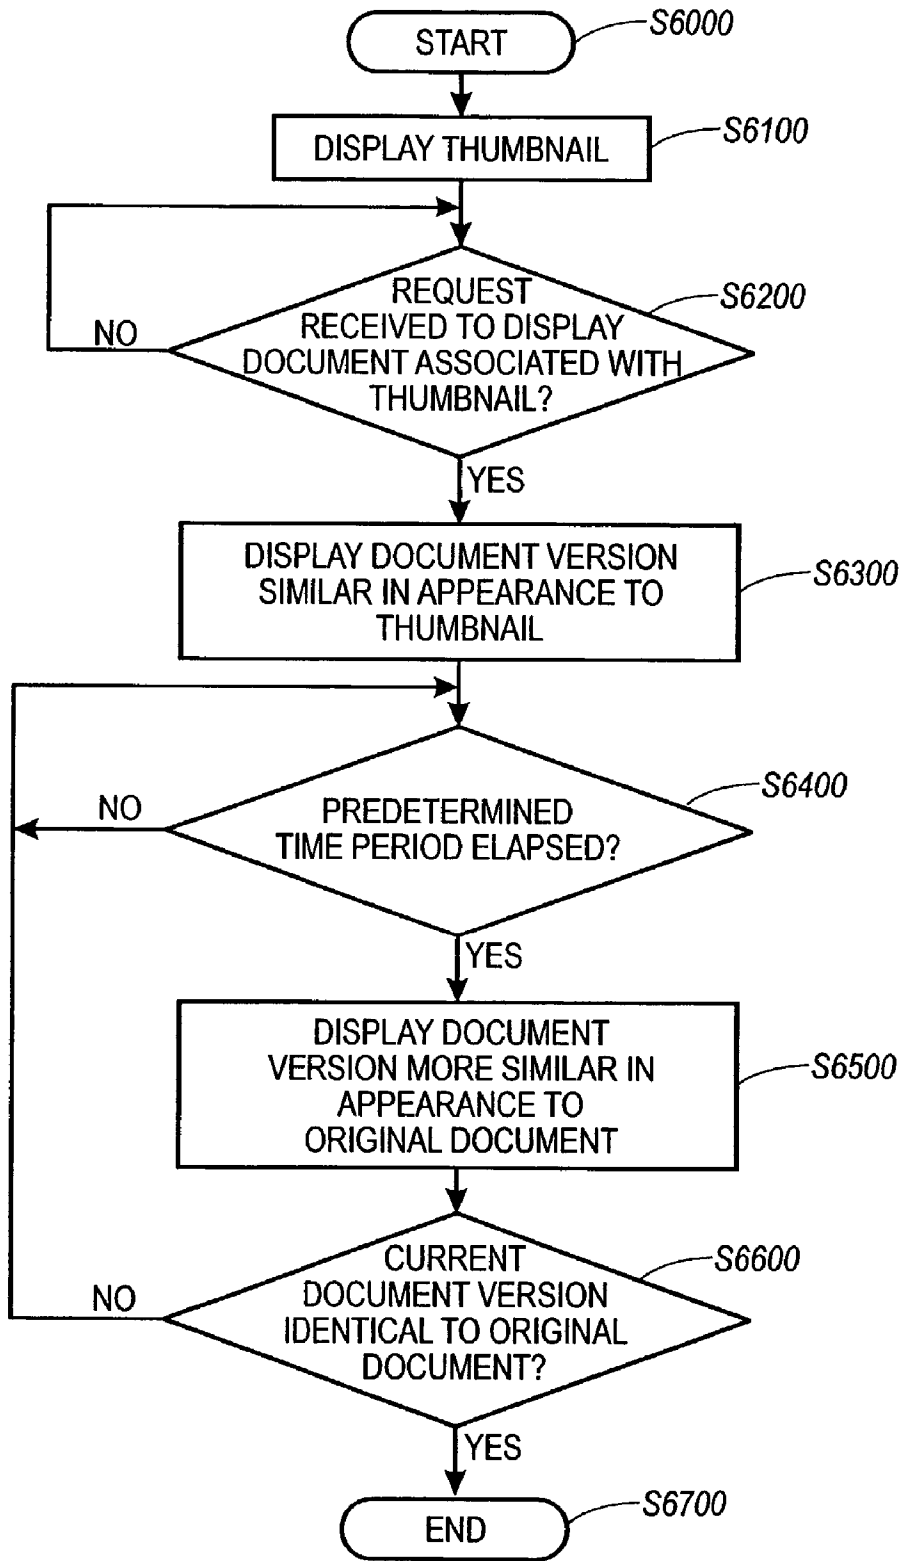 START
S6000
DISPLAY THUMBNAIL
S6100
REQUEST
RECEIVED TO DISPLAY
DOCUMENT ASSOCIATED WITH
THUMBNAIL?
S6200
NO
YES
DISPLAY DOCUMENT VERSION
SIMILAR IN APPEARANCE TO
THUMBNAIL
S6300
PREDETERMINED
TIME PERIOD ELAPSED?
S6400
NO
YES
DISPLAY DOCUMENT
VERSION MORE SIMILAR IN
APPEARANCE TO
ORIGINAL DOCUMENT
S6500
CURRENT
DOCUMENT VERSION
IDENTICAL TO ORIGINAL
DOCUMENT?
S6600
NO
YES
END
S6700